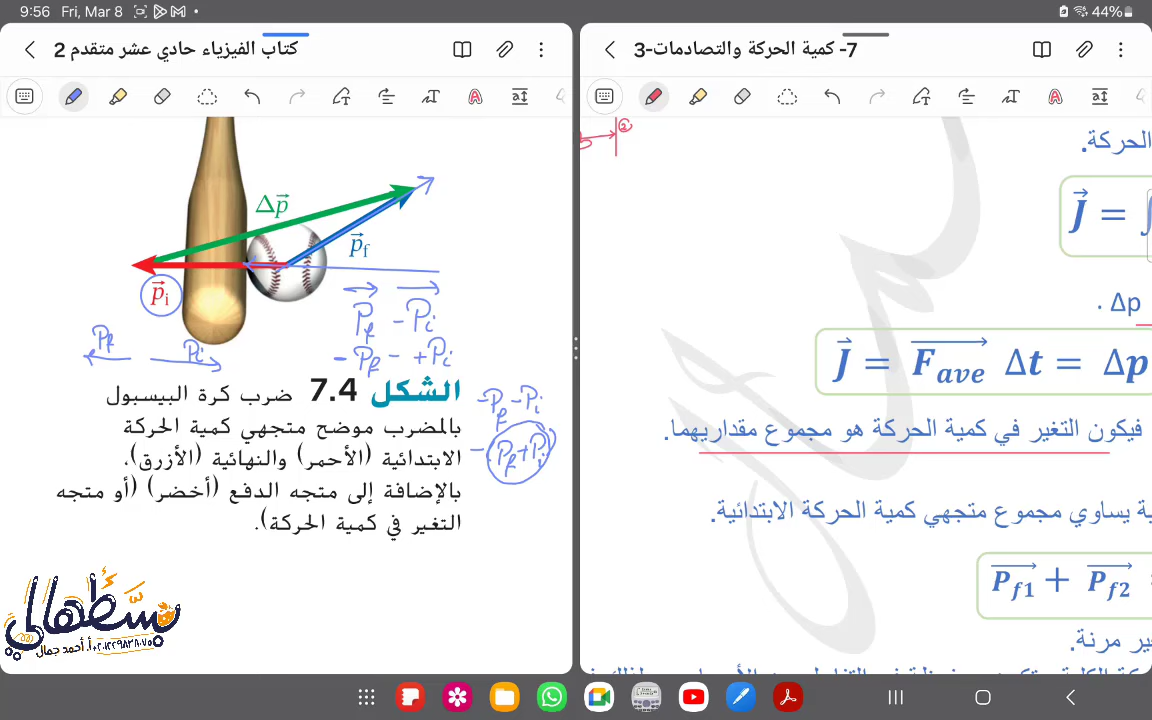 9:56 Fri, Mar 8
44%
كتاب الفيزياء حادي عشر متقدم 2
Δp⃗
p⃗f
p⃗i
Pf - Pi
Pf Pi
- Pf - + Pi
الشكل 7.4 ضرب كرة البيسبول
بالمضرب موضح متجهي كمية الحركة
الابتدائية (الأحمر) والنهائية (الأزرق).
بالإضافة إلى متجه الدفع (أخضر) (أو متجه
التغير في كمية الحركة).
-Pf - Pi
- Pf + Pi
بسطهالي
أ. أحمد جمال
7- كمية الحركة والتصادمات-3
2
الحركة.
J⃗ = ∫
Δp .
J⃗ = F⃗ave Δt = Δp
فيكون التغير في كمية الحركة هو مجموع مقداريهما.
ية يساوي مجموع متجهي كمية الحركة الابتدائية.
P⃗f1 + P⃗f2
ير مرنة.